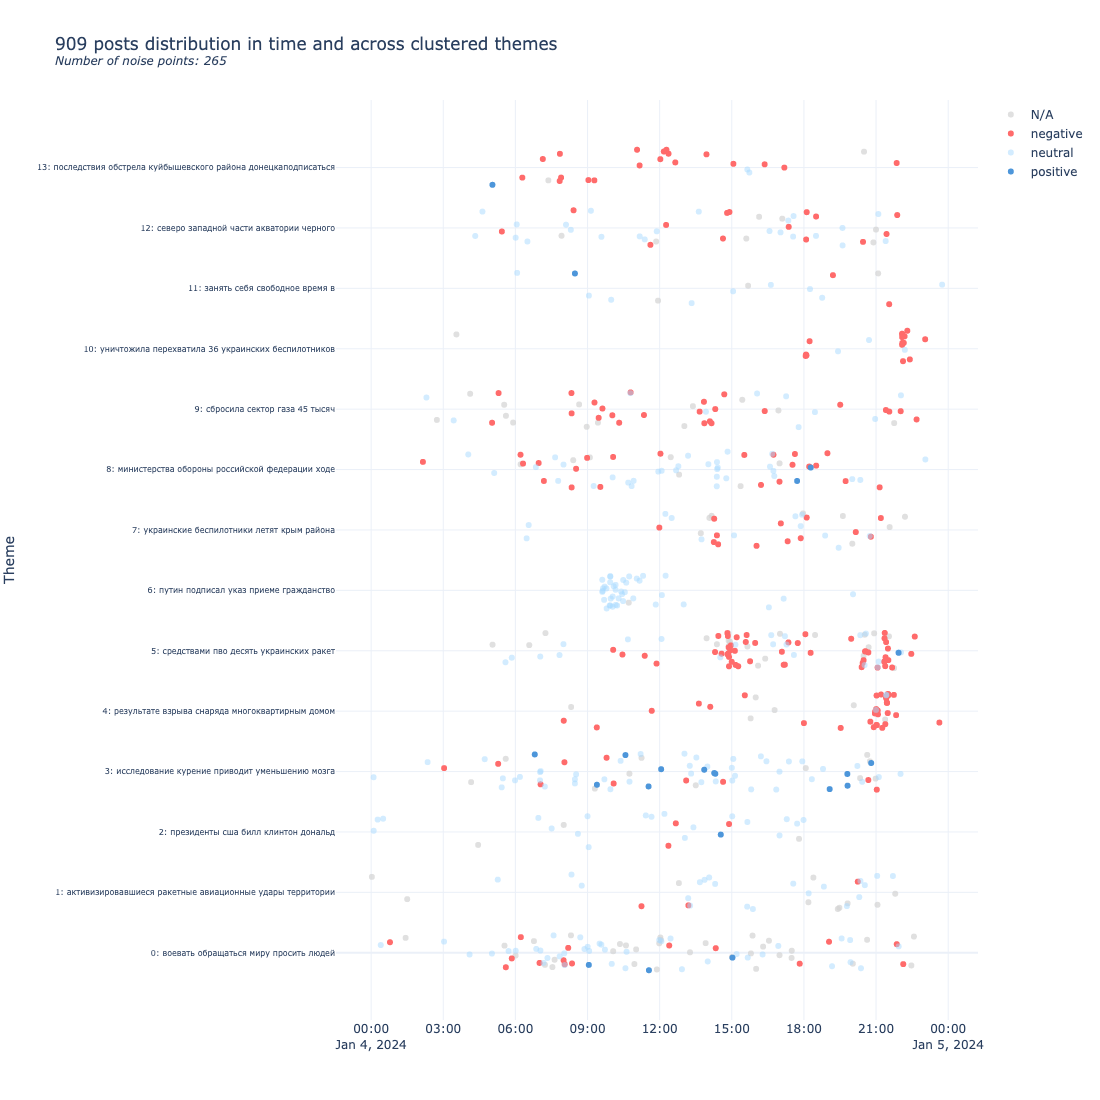 909 posts distribution in time and across clustered themes
Number of noise points: 265
N/A
negative
neutral
positive
Theme
13: последствия обстрела куйбышевского района донецкаподписаться
12: северо западной части акватории черного
11: занять себя свободное время в
10: уничтожила перехватила 36 украинских беспилотников
9: сбросила сектор газа 45 тысяч
8: министерства обороны российской федерации ходе
7: украинские беспилотники летят крым района
6: путин подписал указ приеме гражданство
5: средствами пво десять украинских ракет
4: результате взрыва снаряда многоквартирным домом
3: исследование курение приводит уменьшению мозга
2: президенты сша билл клинтон дональд
1: активизировавшиеся ракетные авиационные удары территории
0: воевать обращаться миру просить людей
00:00 03:00 06:00 09:00 12:00 15:00 18:00 21:00 00:00
Jan 4, 2024 Jan 5, 2024